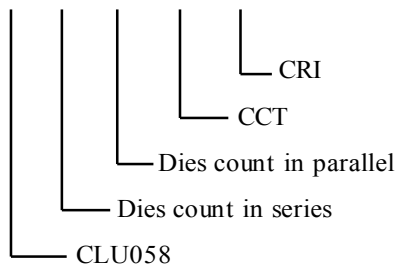 CRI
CCT
Dies count in parallel
Dies count in series
CLU058